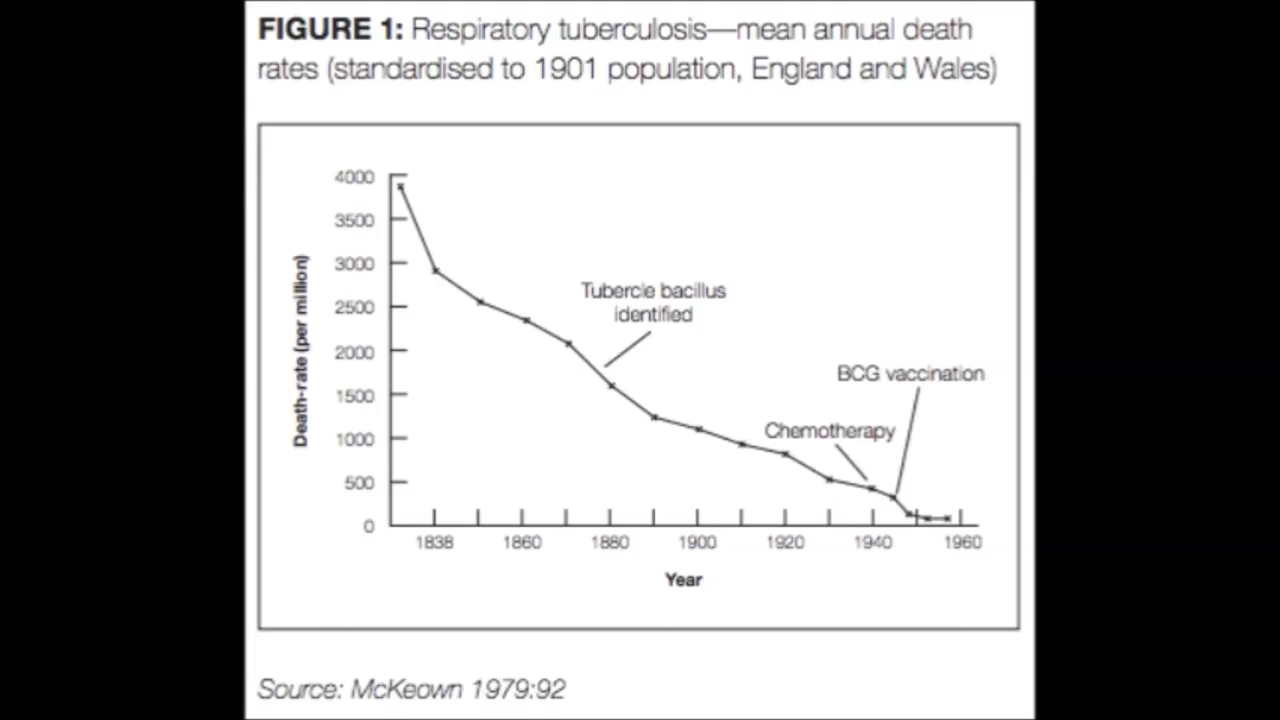 FIGURE 1: Respiratory tuberculosis—mean annual death
rates (standardised to 1901 population, England and Wales)
4000
3500
3000
2500
2000
1500
1000
500
0
Death-rate (per million)
Tubercle bacillus
identified
BCG vaccination
Chemotherapy
1838 1860 1880 1900 1920 1940 1960
Year
Source: McKeown 1979:92